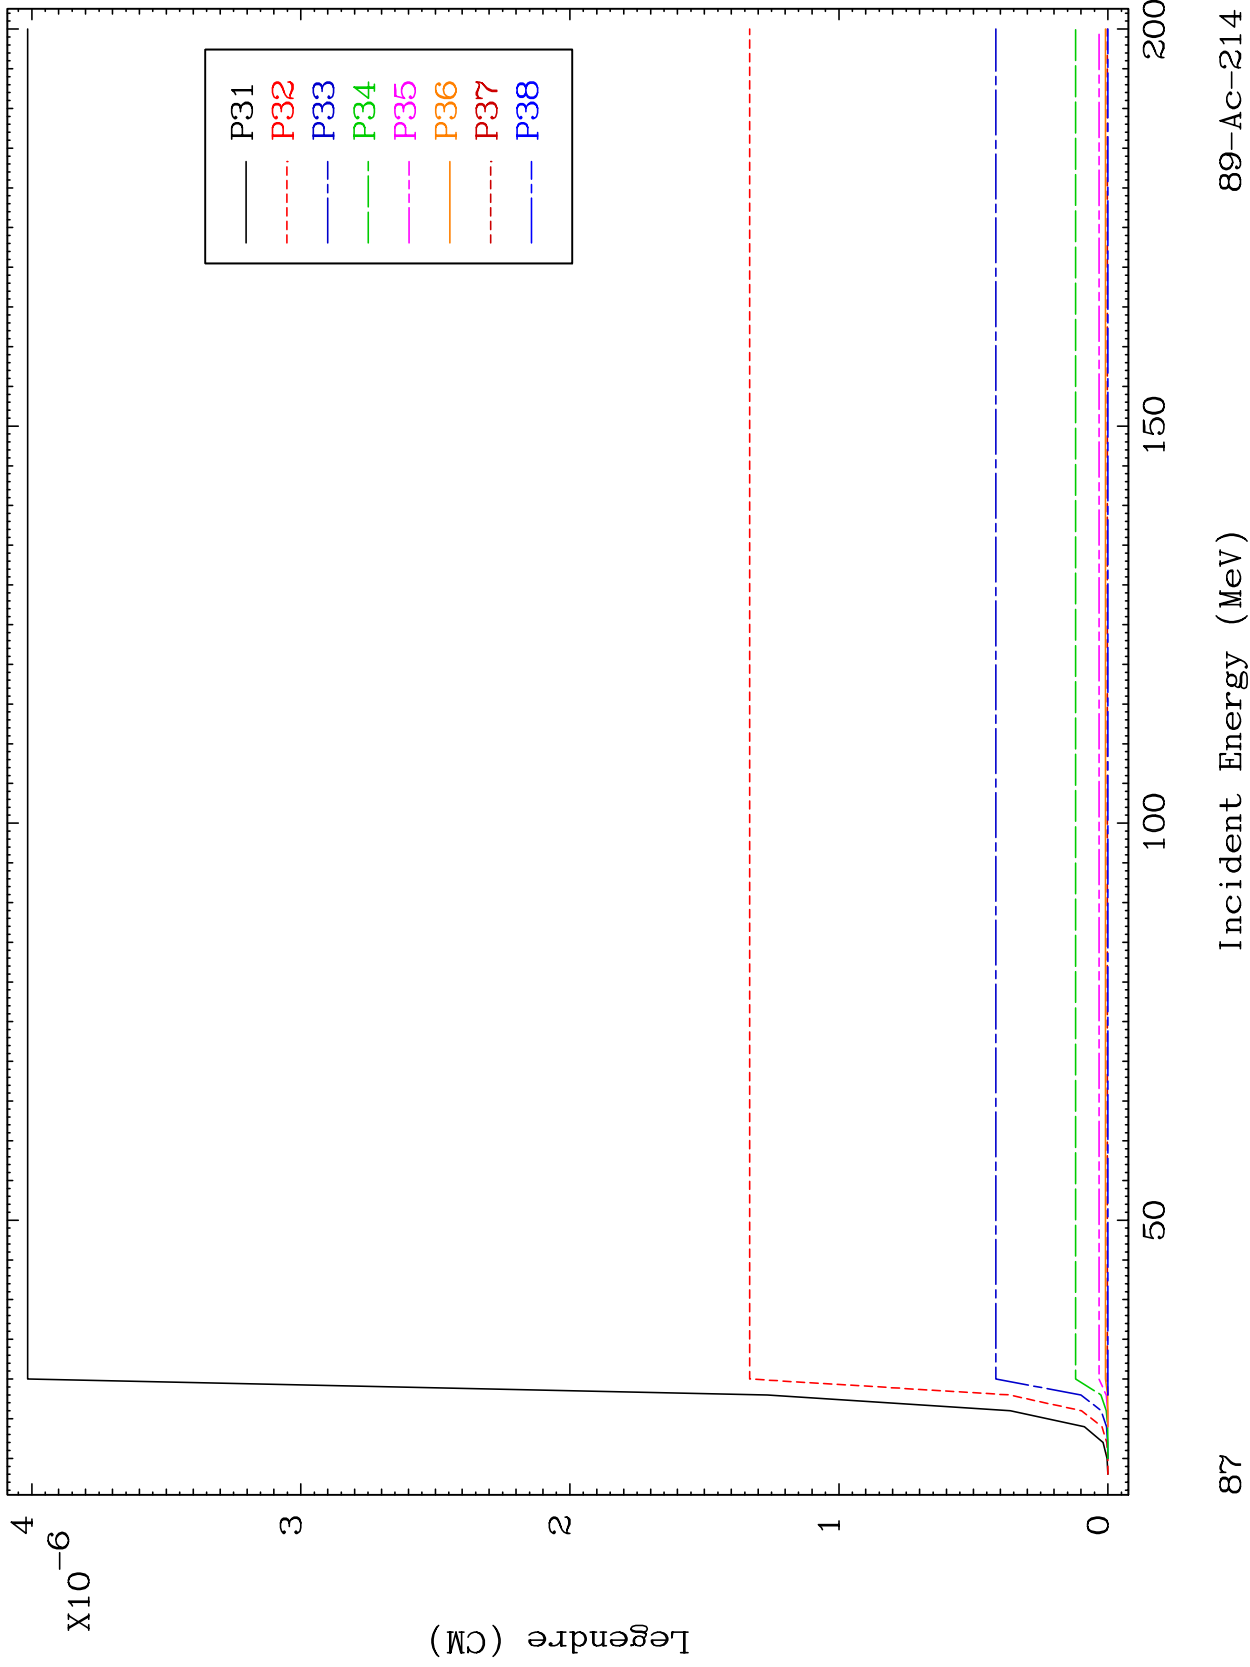 X10
-6
4
3
2
1
0
Legendre (CM)
P31
P32
P33
P34
P35
P36
P37
P38
50
100
150
200
Incident Energy (MeV)
87
89-Ac-214